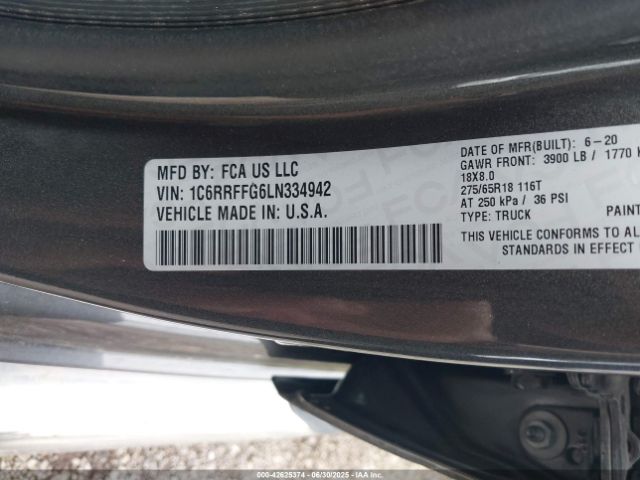 MFD BY: FCA US LLC
VIN: 1C6RRFFG6LN334942
VEHICLE MADE IN: U.S.A.
DATE OF MFR(BUILT): 6-20
GAWR FRONT: 3900 LB / 1770
18X8.0
275/65R18 116T
AT 250 kPa / 36 PSI
TYPE: TRUCK PAINT
THIS VEHICLE CONFORMS TO AL
STANDARDS IN EFFECT
000-42625374 - 06/30/2025 - IAA Inc.